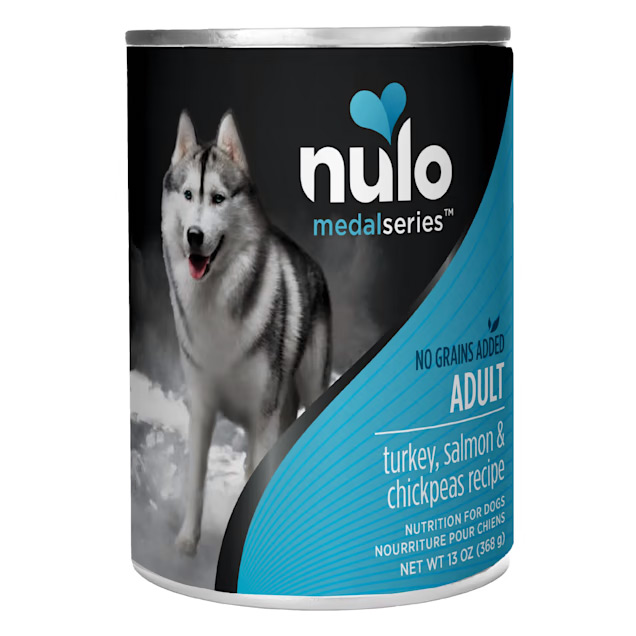 nulo
medalseries™
NO GRAINS ADDED
ADULT
turkey, salmon &
chickpeas recipe
NUTRITION FOR DOGS
NOURRITURE POUR CHIENS
NET WT 13 OZ (368 g)